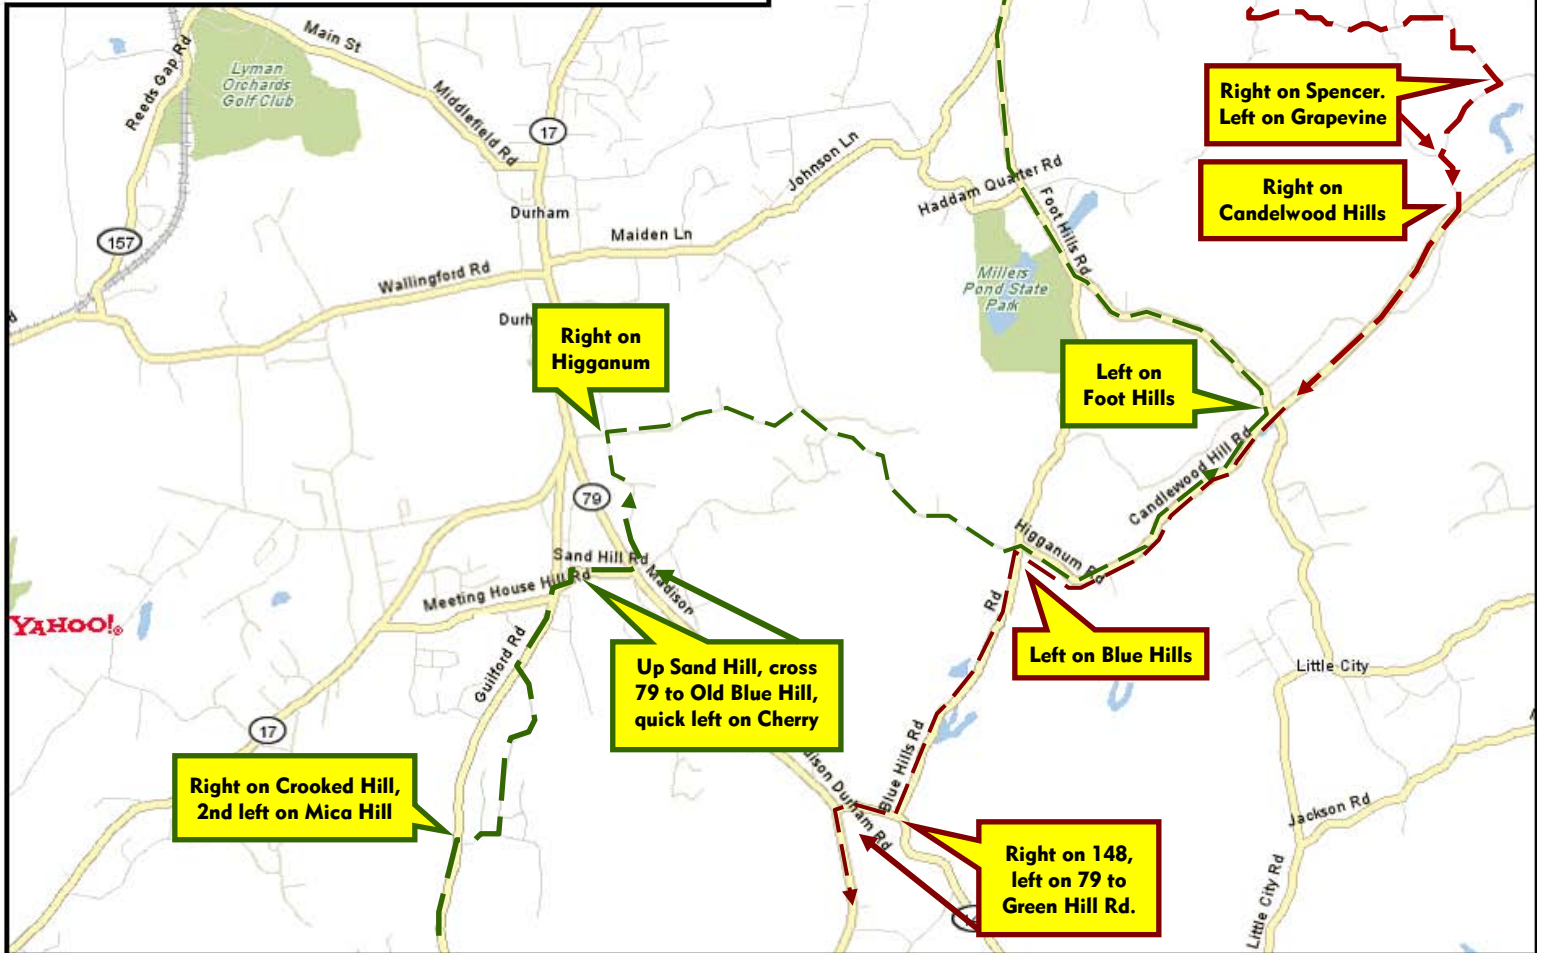 Main St
Reeds Gap Rd
Lyman
Orchards
Golf Club
Middlefield Rd
17
Right on Spencer.
Left on Grapevine
Johnson Ln
Haddam Quarter Rd
Right on
Candelwood Hills
Durham
Foot Hills Rd
157
Maiden Ln
Wallingford Rd
Millers
Pond State
Park
Durh
Right on
Higganum
Left on
Foot Hills
Candlewood Hill Rd
79
Higganum Rd
Sand Hill Rd
Meeting House Hill Rd
Madison
Rd
YAHOO!®
Guilford Rd
Up Sand Hill, cross
79 to Old Blue Hill,
quick left on Cherry
Left on Blue Hills
Little City
17
Blue Hills Rd
dison Durham Rd
Right on Crooked Hill,
2nd left on Mica Hill
Jackson Rd
Right on 148,
left on 79 to
Green Hill Rd.
Little City Rd